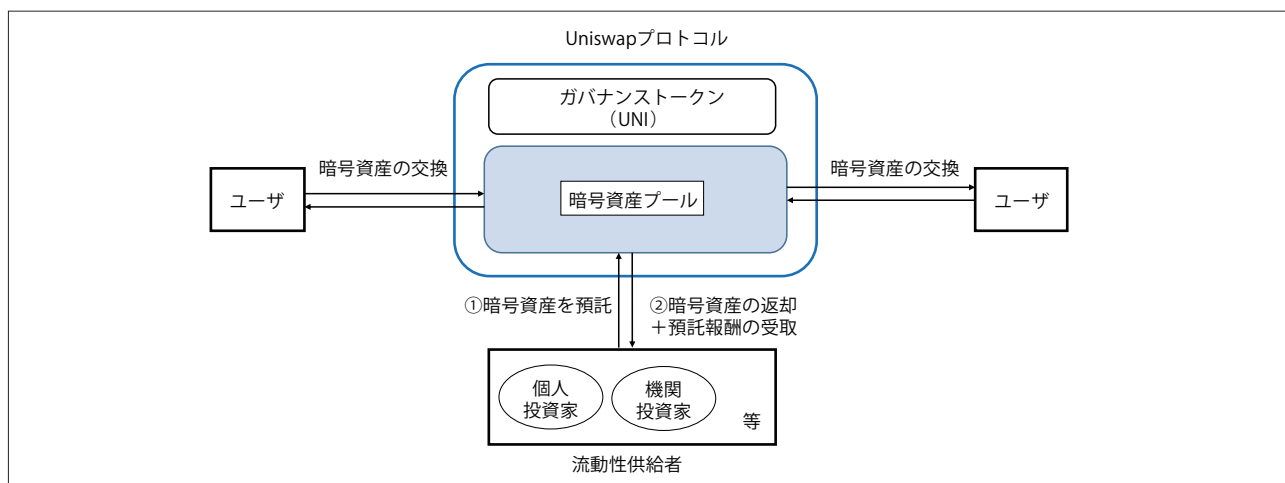 Uniswapプロトコル
ガバナンストークン
（UNI）
暗号資産の交換
暗号資産の交換
ユーザ
暗号資産プール
ユーザ
①暗号資産を預託
②暗号資産の返却
＋預託報酬の受取
個人
投資家
機関
投資家
等
流動性供給者